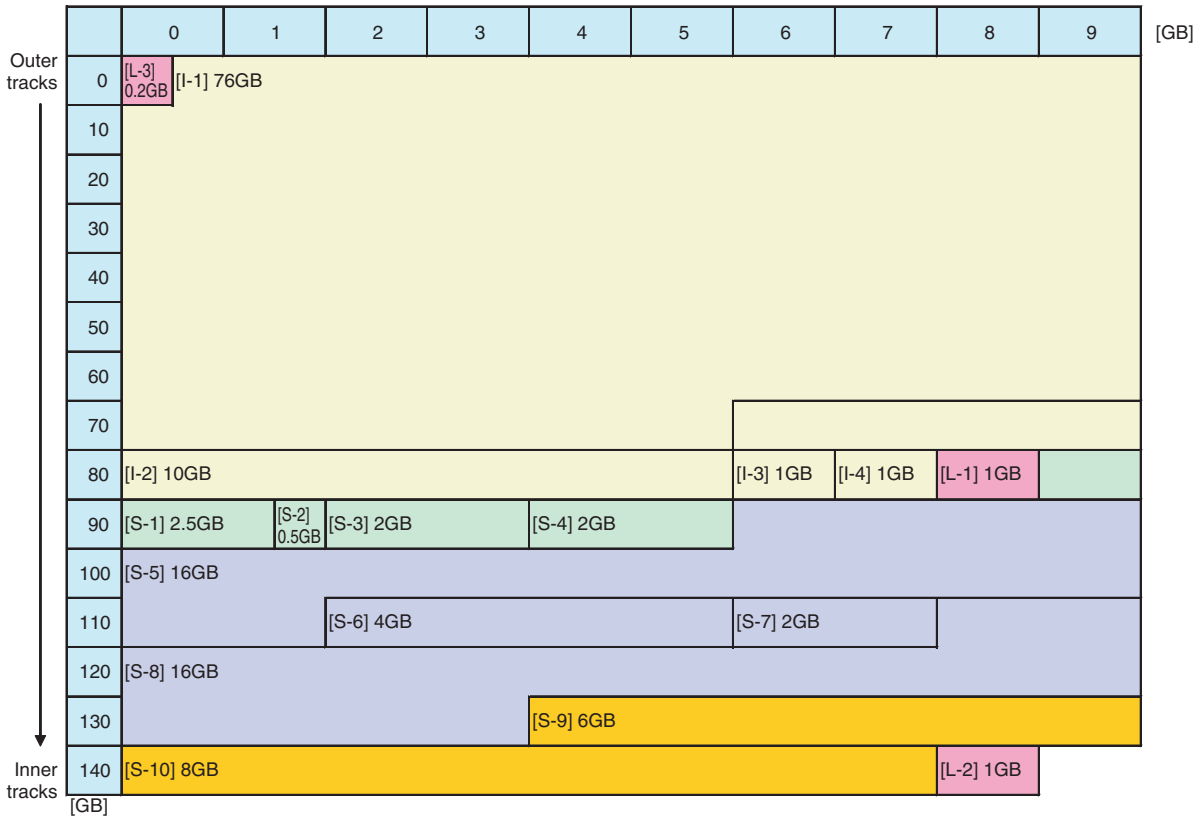 0 1 2 3 4 5 6 7 8 9 [GB]
Outer
tracks
0 [L-3]
0.2GB [I-1] 76GB
10
20
30
40
50
60
70
80 [I-2] 10GB [I-3] 1GB [I-4] 1GB [L-1] 1GB
90 [S-1] 2.5GB [S-2]
0.5GB [S-3] 2GB [S-4] 2GB
100 [S-5] 16GB
110 [S-6] 4GB [S-7] 2GB
120 [S-8] 16GB
130 [S-9] 6GB
Inner
tracks
140 [S-10] 8GB [L-2] 1GB
[GB]